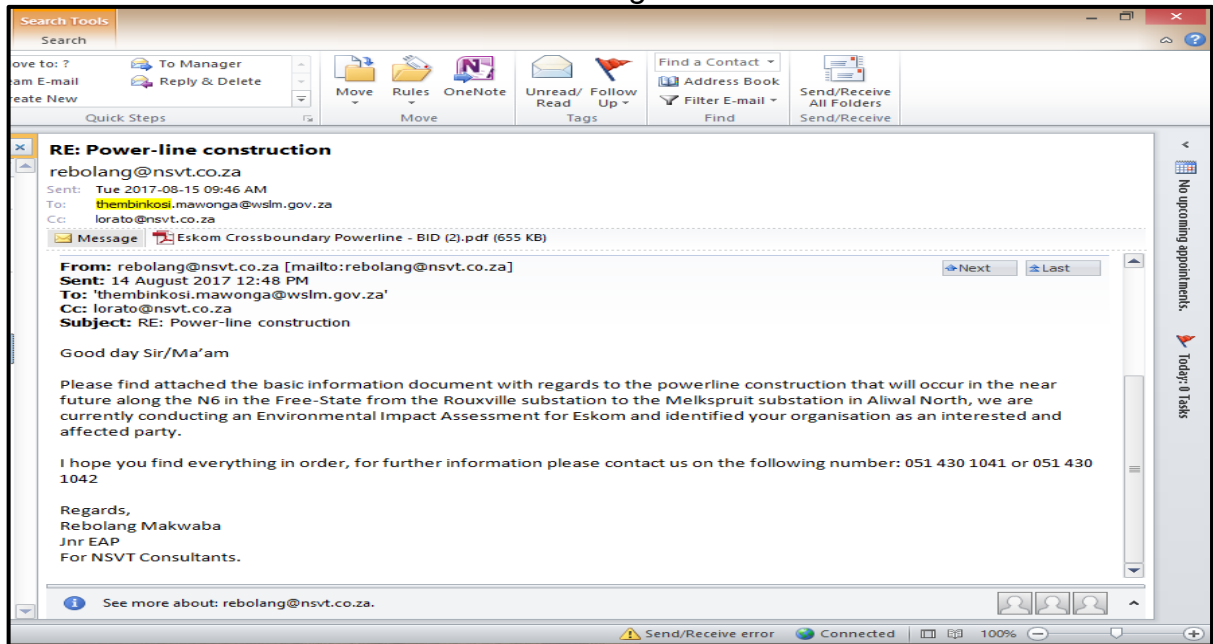 Search Tools
Search
ove to: ?
To Manager
eam E-mail
Reply & Delete
reate New
Quick Steps
Move
Rules
OneNote
Move
Unread/ Read
Follow Up
Tags
Find a Contact
Address Book
Filter E-mail
Find
Send/Receive All Folders
Send/Receive
RE: Power-line construction
rebolang@nsvt.co.za
Sent: Tue 2017-08-15 09:46 AM
To: thembinkosi.mawonga@wslm.gov.za
Cc: lorato@nsvt.co.za
Message Eskom Crossboundary Powerline - BID (2).pdf (655 KB)
From: rebolang@nsvt.co.za [mailto:rebolang@nsvt.co.za]
Next Last
Sent: 14 August 2017 12:48 PM
To: 'thembinkosi.mawonga@wslm.gov.za'
Cc: lorato@nsvt.co.za
Subject: RE: Power-line construction
Good day Sir/Ma'am
Please find attached the basic information document with regards to the powerline construction that will occur in the near
future along the N6 in the Free-State from the Rouxville substation to the Melkspruit substation in Aliwal North, we are
currently conducting an Environmental Impact Assessment for Eskom and identified your organisation as an interested and
affected party.
I hope you find everything in order, for further information please contact us on the following number: 051 430 1041 or 051 430
1042
Regards,
Rebolang Makwaba
Jnr EAP
For NSVT Consultants.
See more about: rebolang@nsvt.co.za.
No upcoming appointments.
Today: 0 Tasks
Send/Receive error
Connected
100%